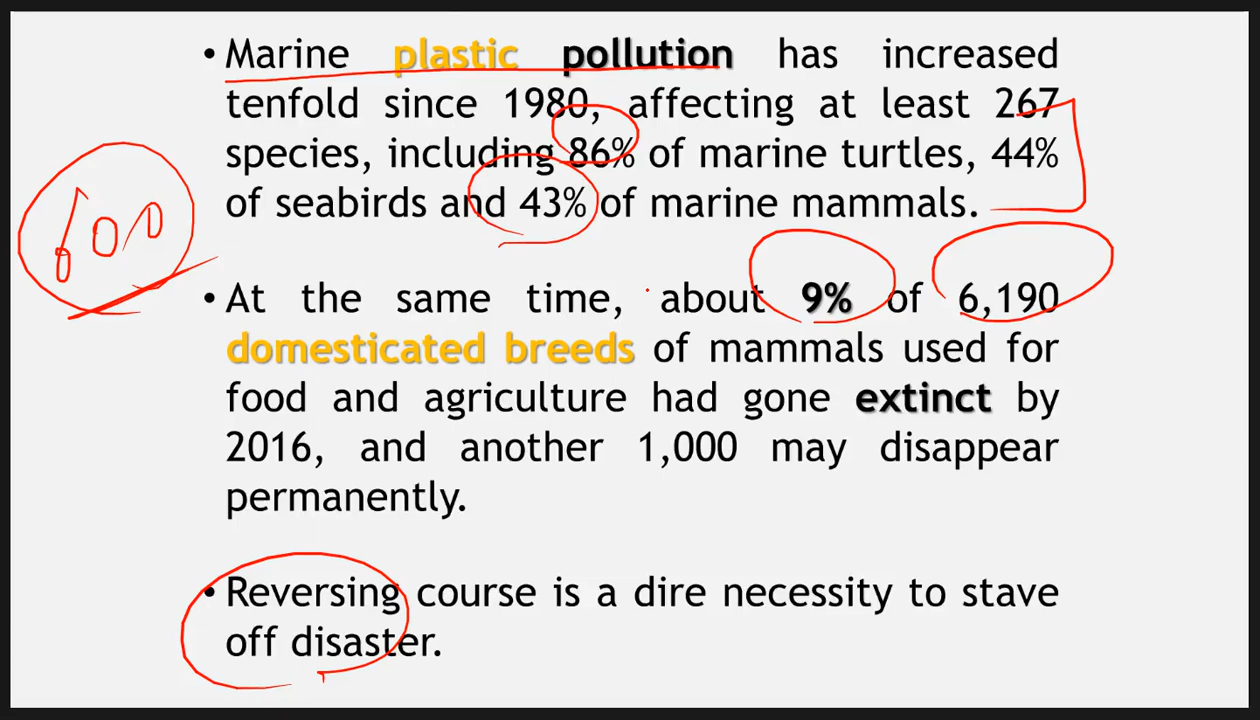 • Marine plastic pollution has increased
tenfold since 1980, affecting at least 267
species, including 86% of marine turtles, 44%
of seabirds and 43% of marine mammals.
600
• At the same time, about 9% of 6,190
domesticated breeds of mammals used for
food and agriculture had gone extinct by
2016, and another 1,000 may disappear
permanently.
• Reversing course is a dire necessity to stave
off disaster.